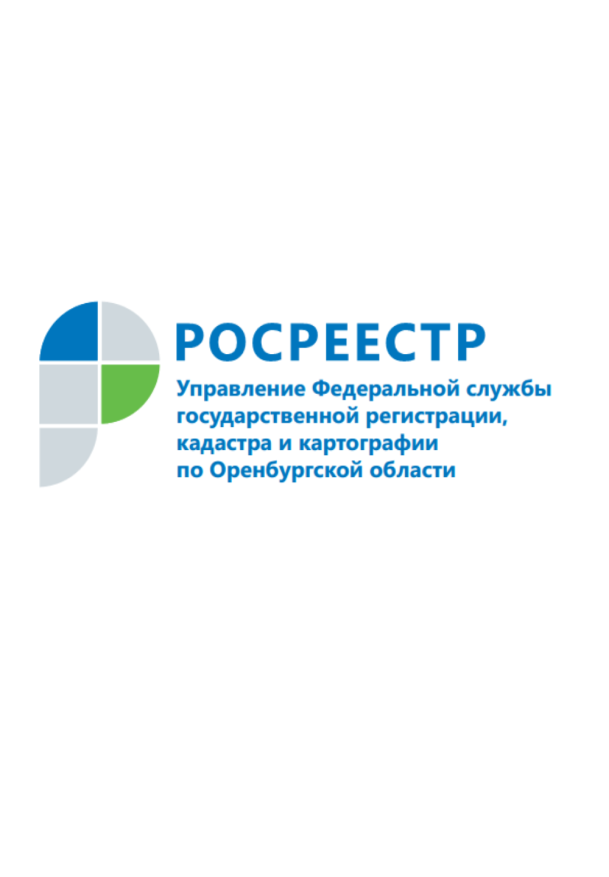 РОСРЕЕСТР
Управление Федеральной службы
государственной регистрации,
кадастра и картографии
по Оренбургской области